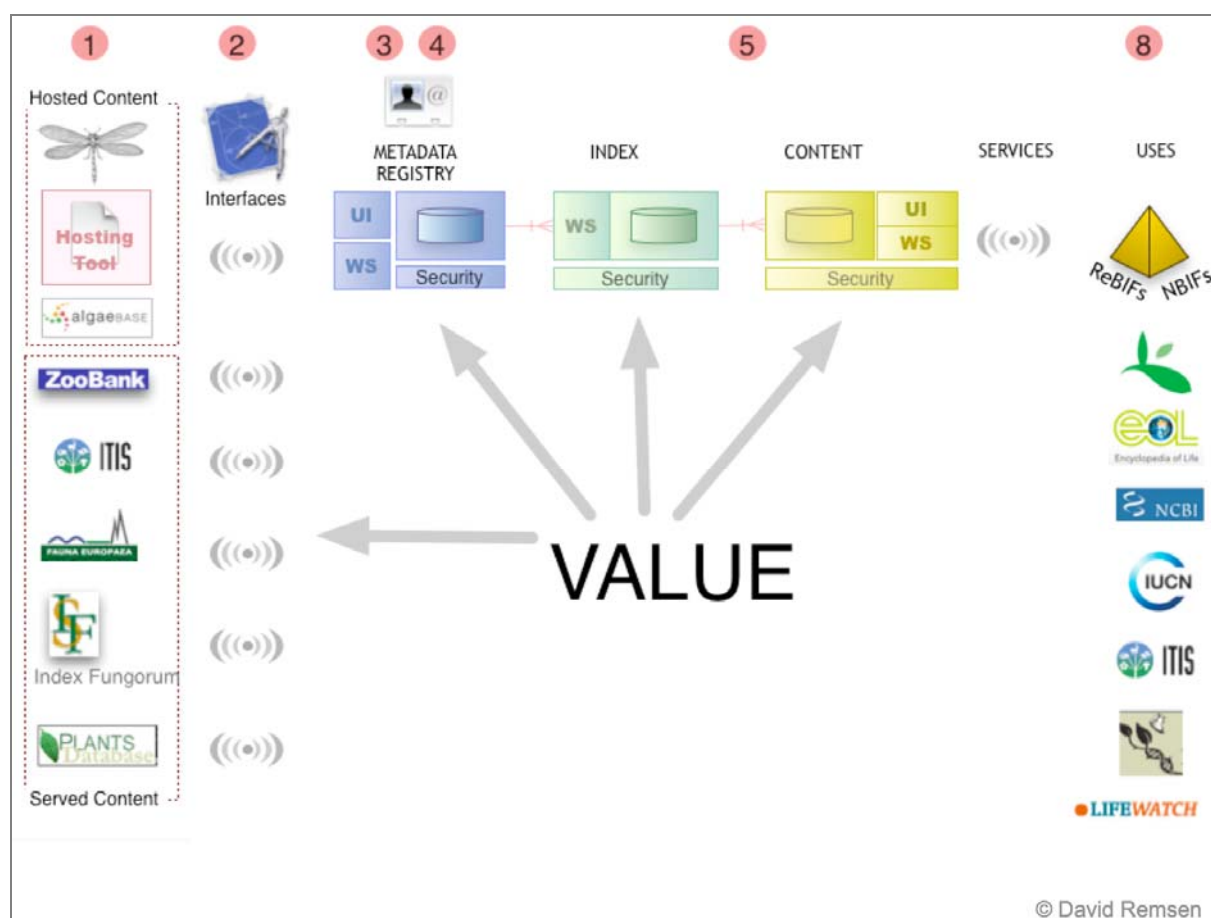 1
2
3
4
5
8
Hosted Content
Hosting
Tool
algaeBASE
ZooBank
ITIS
FAUNA EUROPAEA
ISF
Index Fungorum
PLANTS
Database
Served Content
Interfaces
@
METADATA
REGISTRY
UI
WS
Security
INDEX
WS
Security
CONTENT
UI
WS
Security
SERVICES
USES
ReBIFs NBIFs
eOL
Encyclopedia of Life
NCBI
IUCN
ITIS
LIFEWATCH
VALUE
© David Remsen